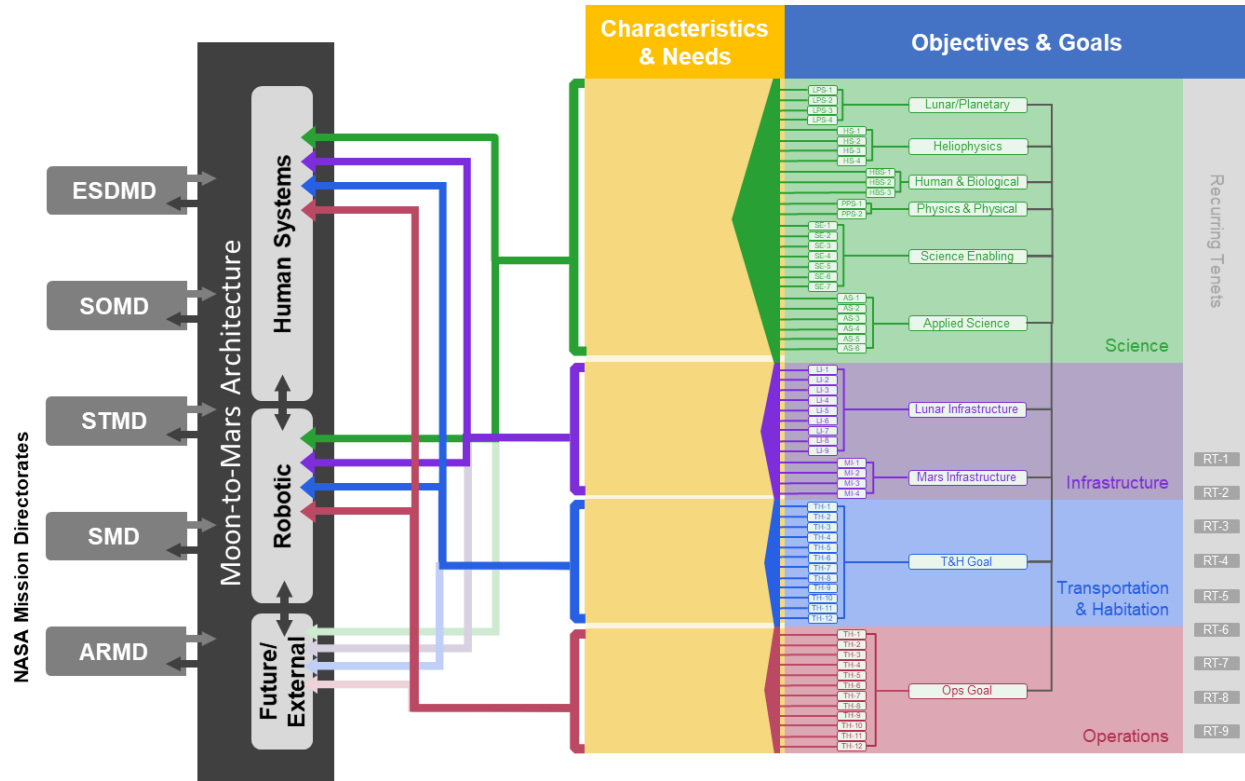 Characteristics
& Needs
Objectives & Goals
NASA Mission Directorates
ESDMD
SOMD
STMD
SMD
ARMD
Moon-to-Mars Architecture
Human Systems
Robotic
Future/
External
LPS-1
LPS-2
LPS-3
LPS-4
Lunar/Planetary
HS-1
HS-2
HS-3
HS-4
Heliophysics
HBS-1
HBS-2
HBS-3
Human & Biological
PPS-1
PPS-2
Physics & Physical
SE-1
SE-2
SE-3
SE-4
SE-5
SE-6
SE-7
Science Enabling
AS-1
AS-2
AS-3
AS-4
AS-5
AS-6
Applied Science
Science
LI-1
LI-2
LI-3
LI-4
LI-5
LI-6
LI-7
LI-8
LI-9
Lunar Infrastructure
MI-1
MI-2
MI-3
MI-4
Mars Infrastructure
Infrastructure
TH-1
TH-2
TH-3
TH-4
TH-5
TH-6
TH-7
TH-8
TH-9
TH-10
TH-11
TH-12
T&H Goal
Transportation
& Habitation
TH-1
TH-2
TH-3
TH-4
TH-5
TH-6
TH-7
TH-8
TH-9
TH-10
TH-11
TH-12
Ops Goal
Operations
Recurring Tenets
RT-1
RT-2
RT-3
RT-4
RT-5
RT-6
RT-7
RT-8
RT-9